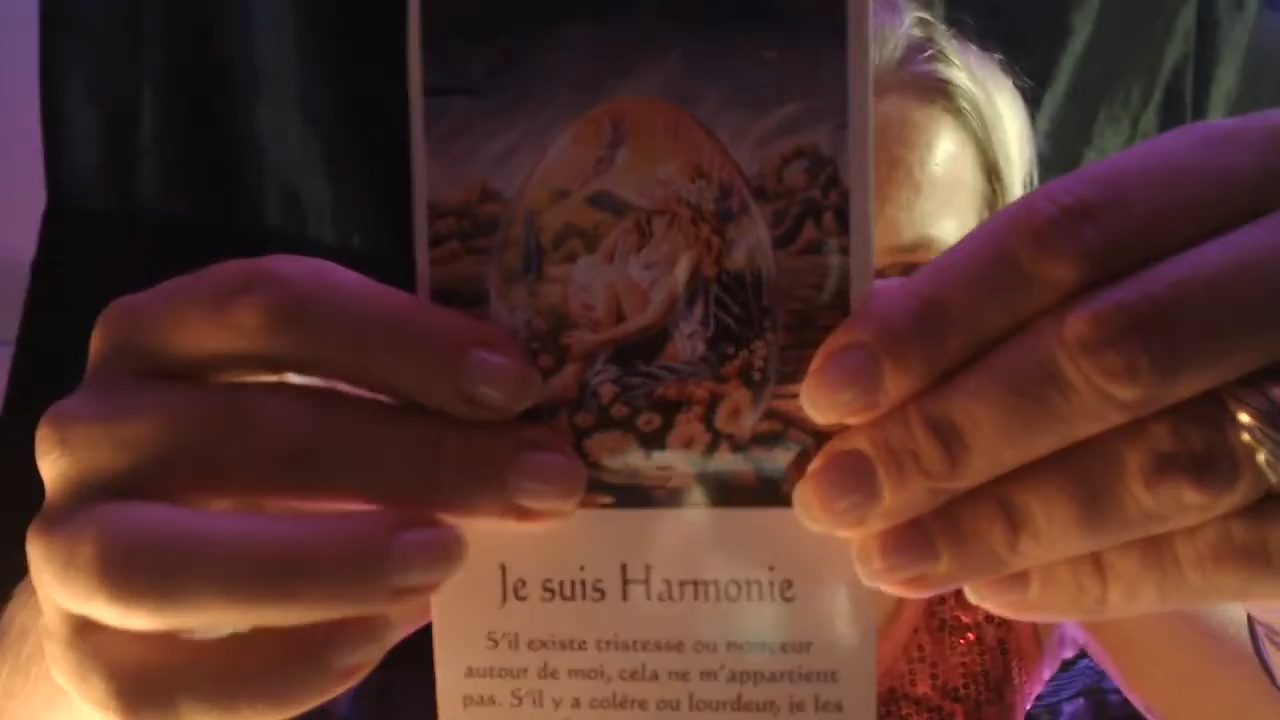 Je suis Harmonie
S'il existe tristesse ou noirceur
autour de moi, cela ne m'appartient
pas. S'il y a colère ou lourdeur, je les